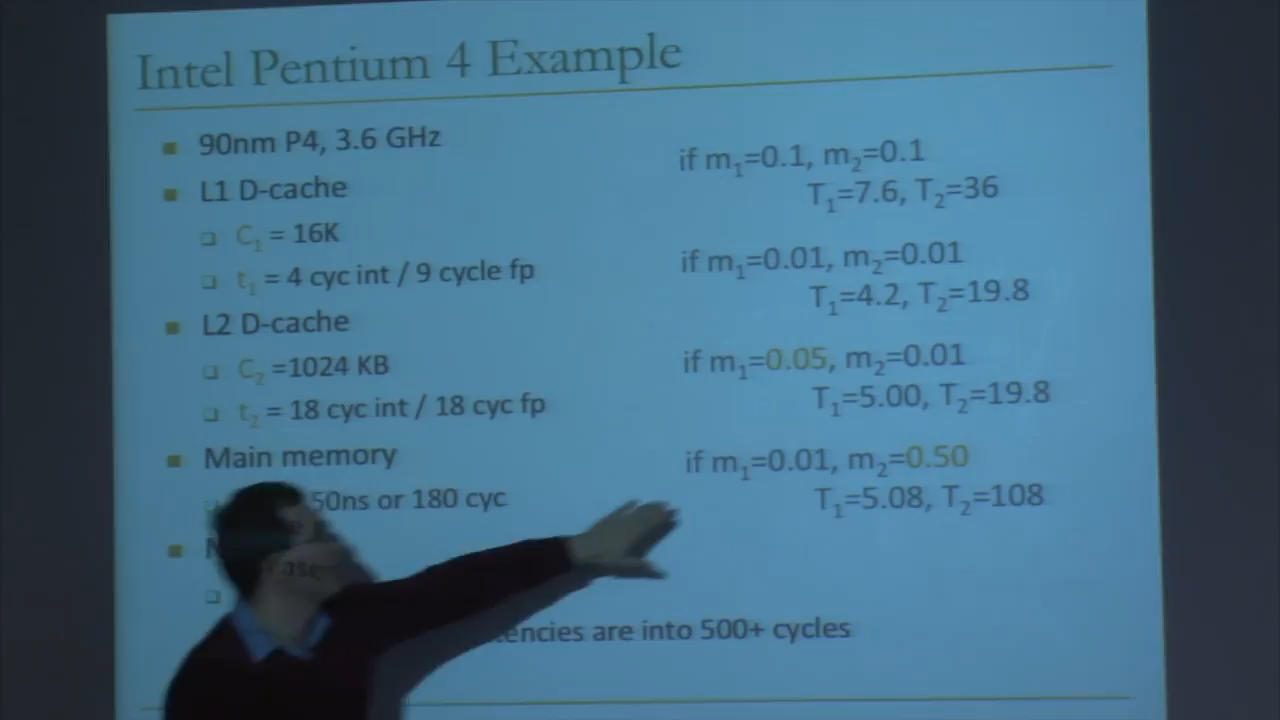 Intel Pentium 4 Example
90nm P4, 3.6 GHz
L1 D-cache
C1 = 16K
t1 = 4 cyc int / 9 cycle fp
L2 D-cache
C2 =1024 KB
t2 = 18 cyc int / 18 cyc fp
Main memory
50ns or 180 cyc
are into 500+ cycles
if m1=0.1, m2=0.1
T1=7.6, T2=36
if m1=0.01, m2=0.01
T1=4.2, T2=19.8
if m1=0.05, m2=0.01
T1=5.00, T2=19.8
if m1=0.01, m2=0.50
T1=5.08, T2=108